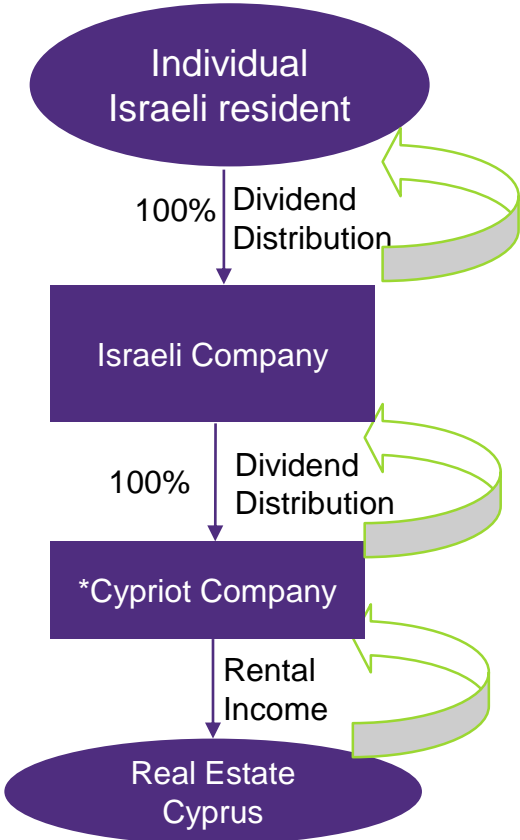 Individual
Israeli resident
100%
Dividend
Distribution
Israeli Company
100%
Dividend
Distribution
*Cypriot Company
Rental
Income
Real Estate
Cyprus